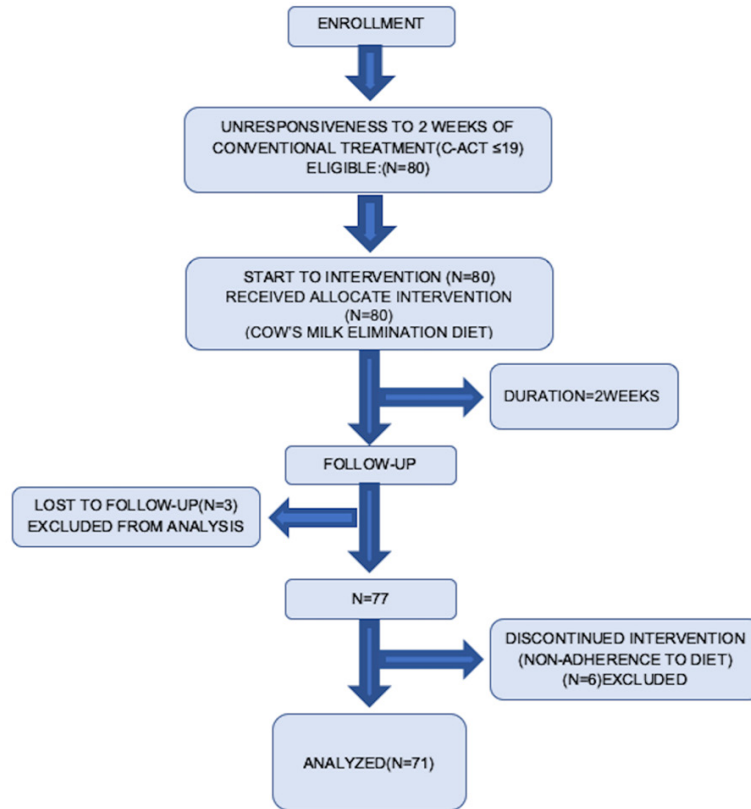 ENROLLMENT
UNRESPONSIVENESS TO 2 WEEKS OF
CONVENTIONAL TREATMENT(C-ACT ≤19)
ELIGIBLE:(N=80)
START TO INTERVENTION (N=80)
RECEIVED ALLOCATE INTERVENTION
(N=80)
(COW'S MILK ELIMINATION DIET)
DURATION=2WEEKS
FOLLOW-UP
LOST TO FOLLOW-UP(N=3)
EXCLUDED FROM ANALYSIS
N=77
DISCONTINUED INTERVENTION
(NON-ADHERENCE TO DIET)
(N=6)EXCLUDED
ANALYZED(N=71)